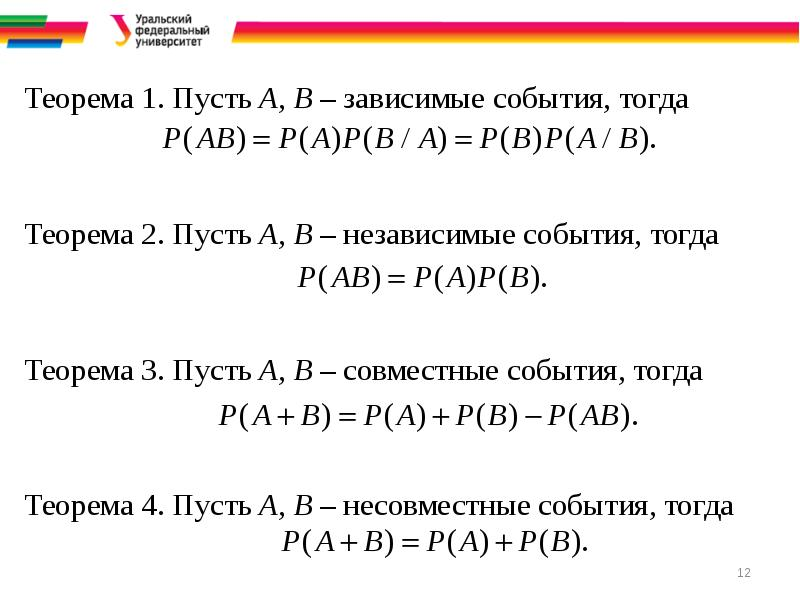 Уральский
федеральный
университет
Теорема 1. Пусть A, B – зависимые события, тогда
P(AB) = P(A)P(B / A) = P(B)P(A / B).
Теорема 2. Пусть A, B – независимые события, тогда
P(AB) = P(A)P(B).
Теорема 3. Пусть A, B – совместные события, тогда
P(A + B) = P(A) + P(B) − P(AB).
Теорема 4. Пусть A, B – несовместные события, тогда
P(A + B) = P(A) + P(B).
12